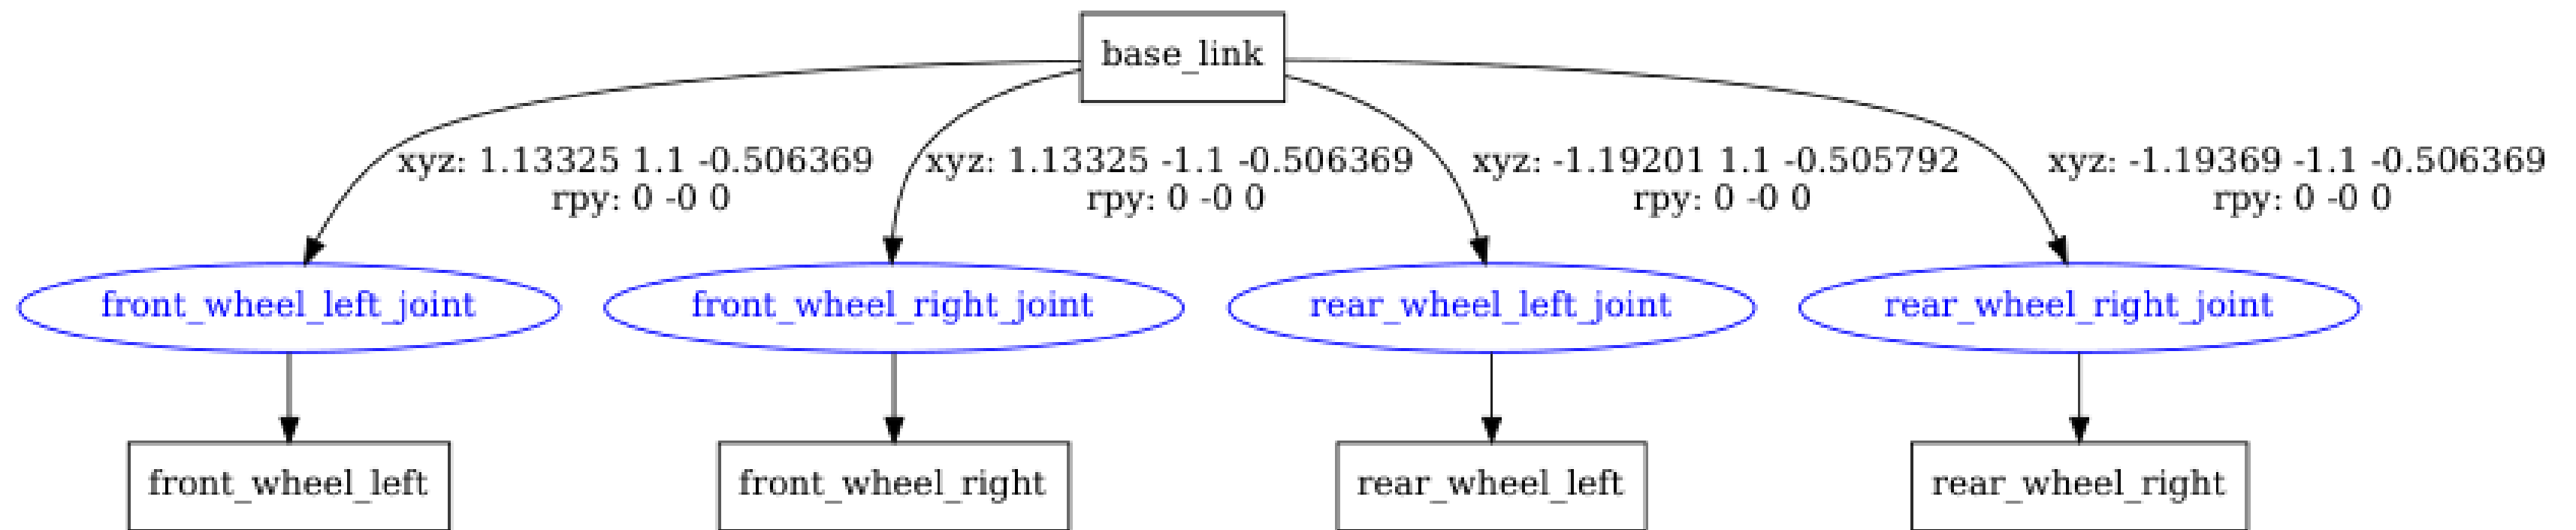 base_link
xyz: 1.13325 1.1 -0.506369
rpy: 0 -0 0
xyz: 1.13325 -1.1 -0.506369
rpy: 0 -0 0
xyz: -1.19201 1.1 -0.505792
rpy: 0 -0 0
xyz: -1.19369 -1.1 -0.506369
rpy: 0 -0 0
front_wheel_left_joint
front_wheel_right_joint
rear_wheel_left_joint
rear_wheel_right_joint
front_wheel_left
front_wheel_right
rear_wheel_left
rear_wheel_right